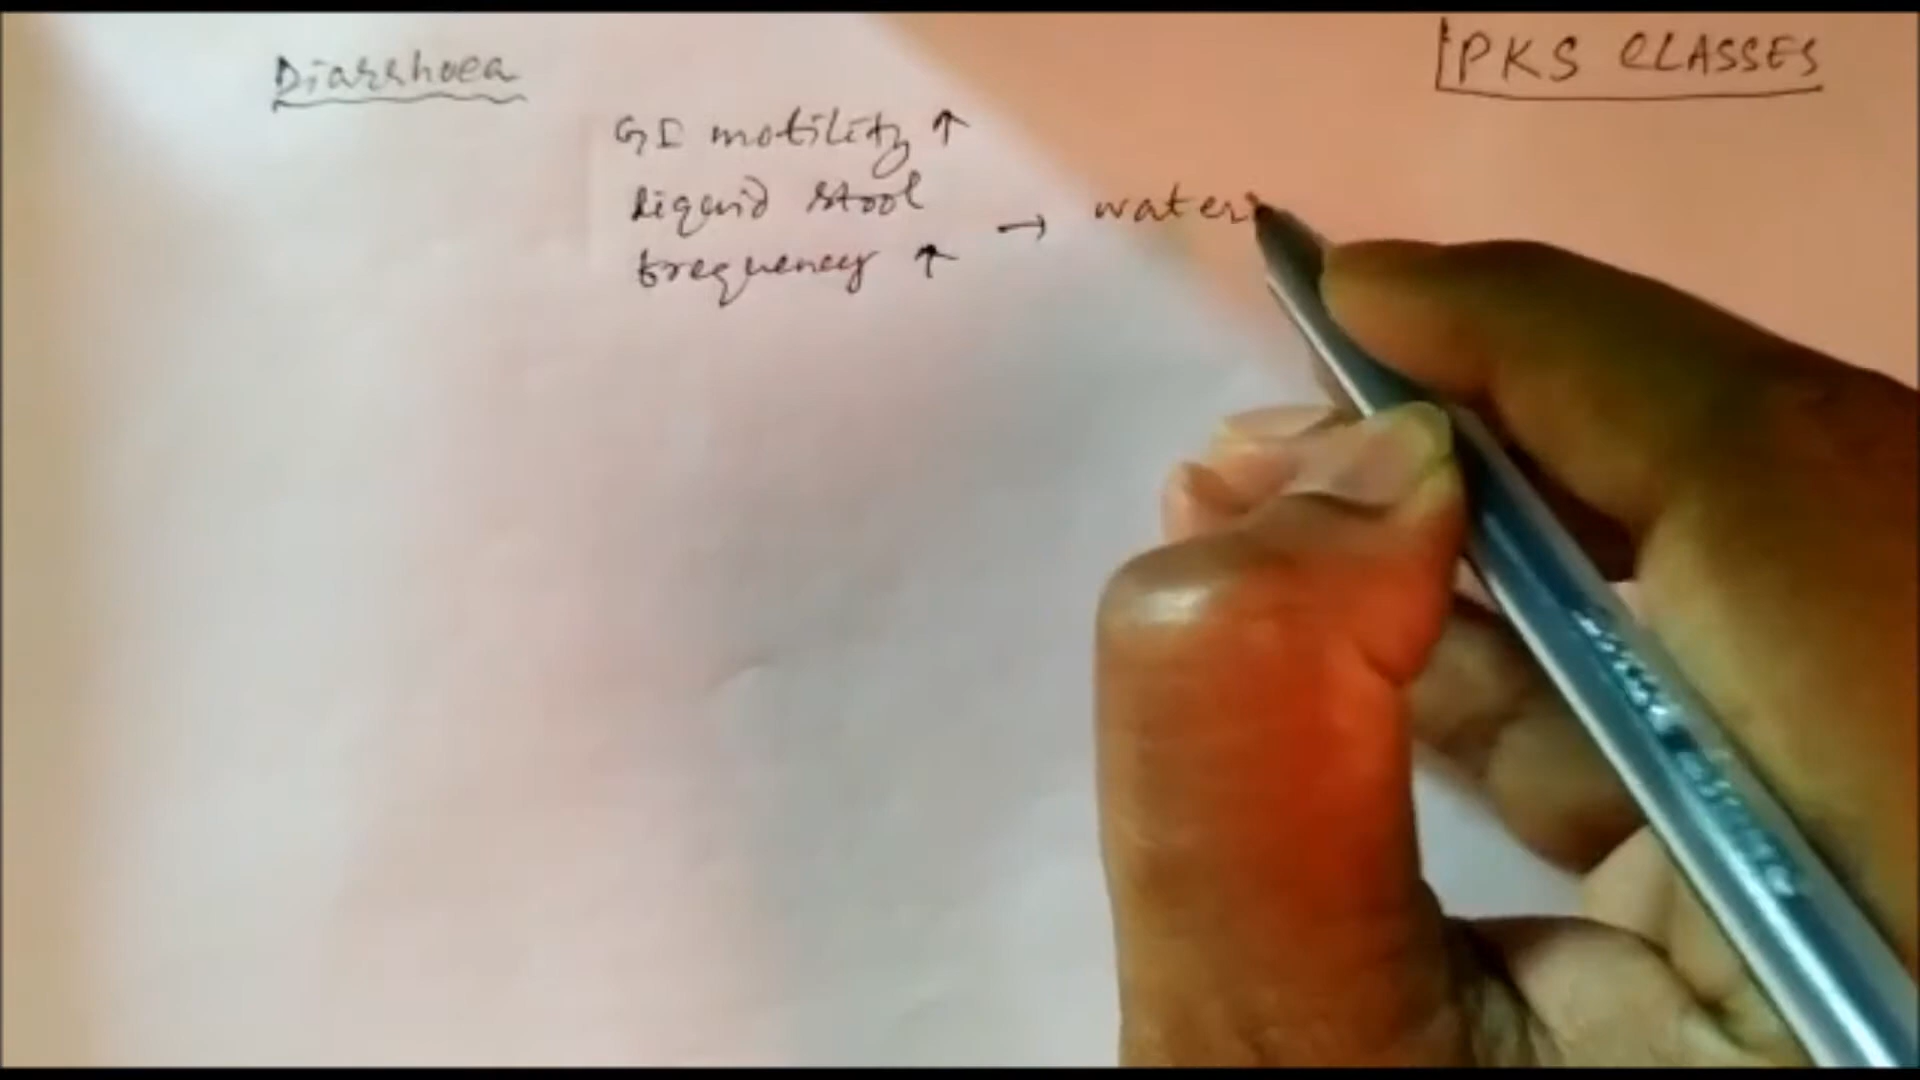 Diarrhoea
PKS CLASSES
GI motility ↑
liquid stool
frequency ↑ → water